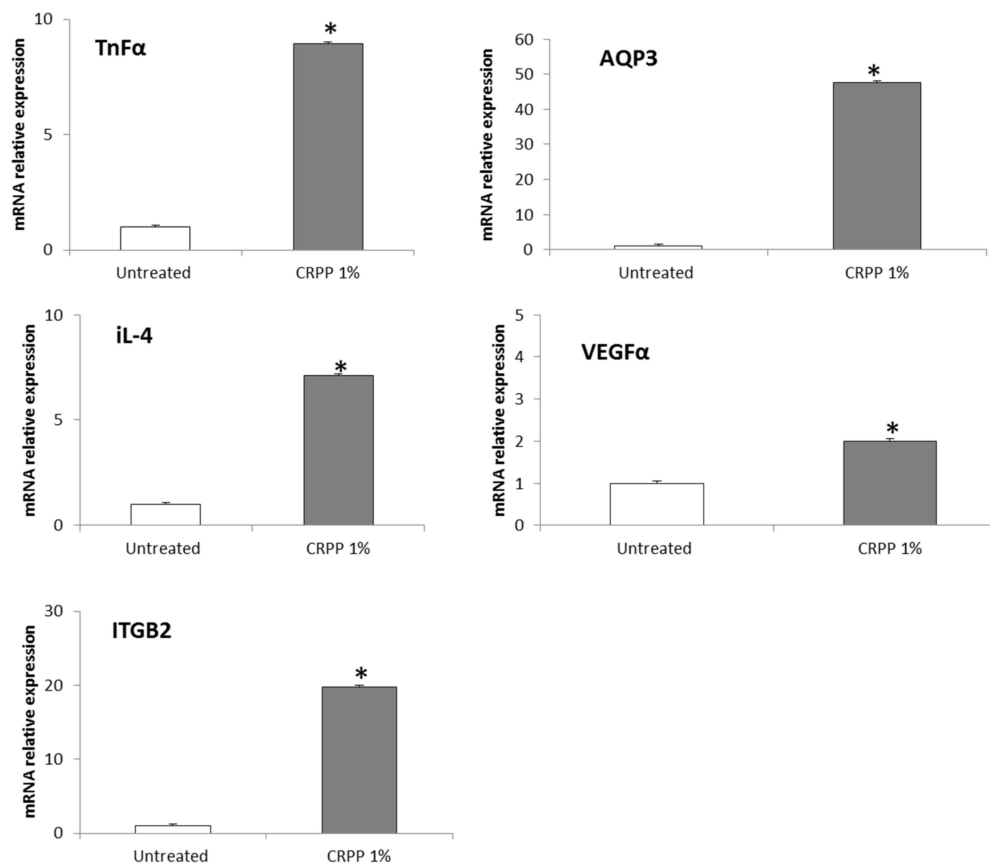 TnFα
mRNA relative expression
10
*
5
0
Untreated
CRPP 1%
AQP3
mRNA relative expression
60
50
40
30
20
10
0
*
Untreated
CRPP 1%
iL-4
mRNA relative expression
10
5
0
*
Untreated
CRPP 1%
VEGFα
mRNA relative expression
5
4
3
2
1
0
*
Untreated
CRPP 1%
ITGB2
mRNA relative expression
30
20
10
0
*
Untreated
CRPP 1%